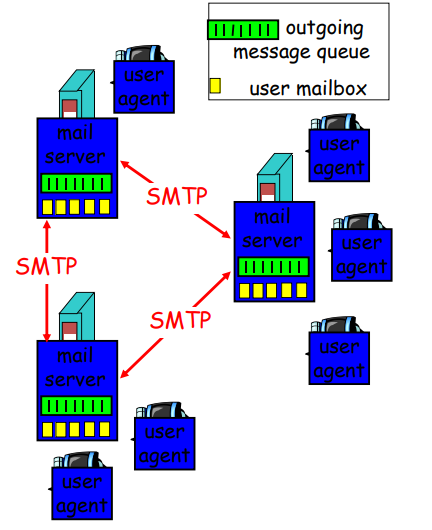 outgoing
message queue
user mailbox
user
agent
mail
server
user
agent
SMTP
mail
server
user
agent
SMTP
SMTP
mail
server
user
agent
user
agent
user
agent